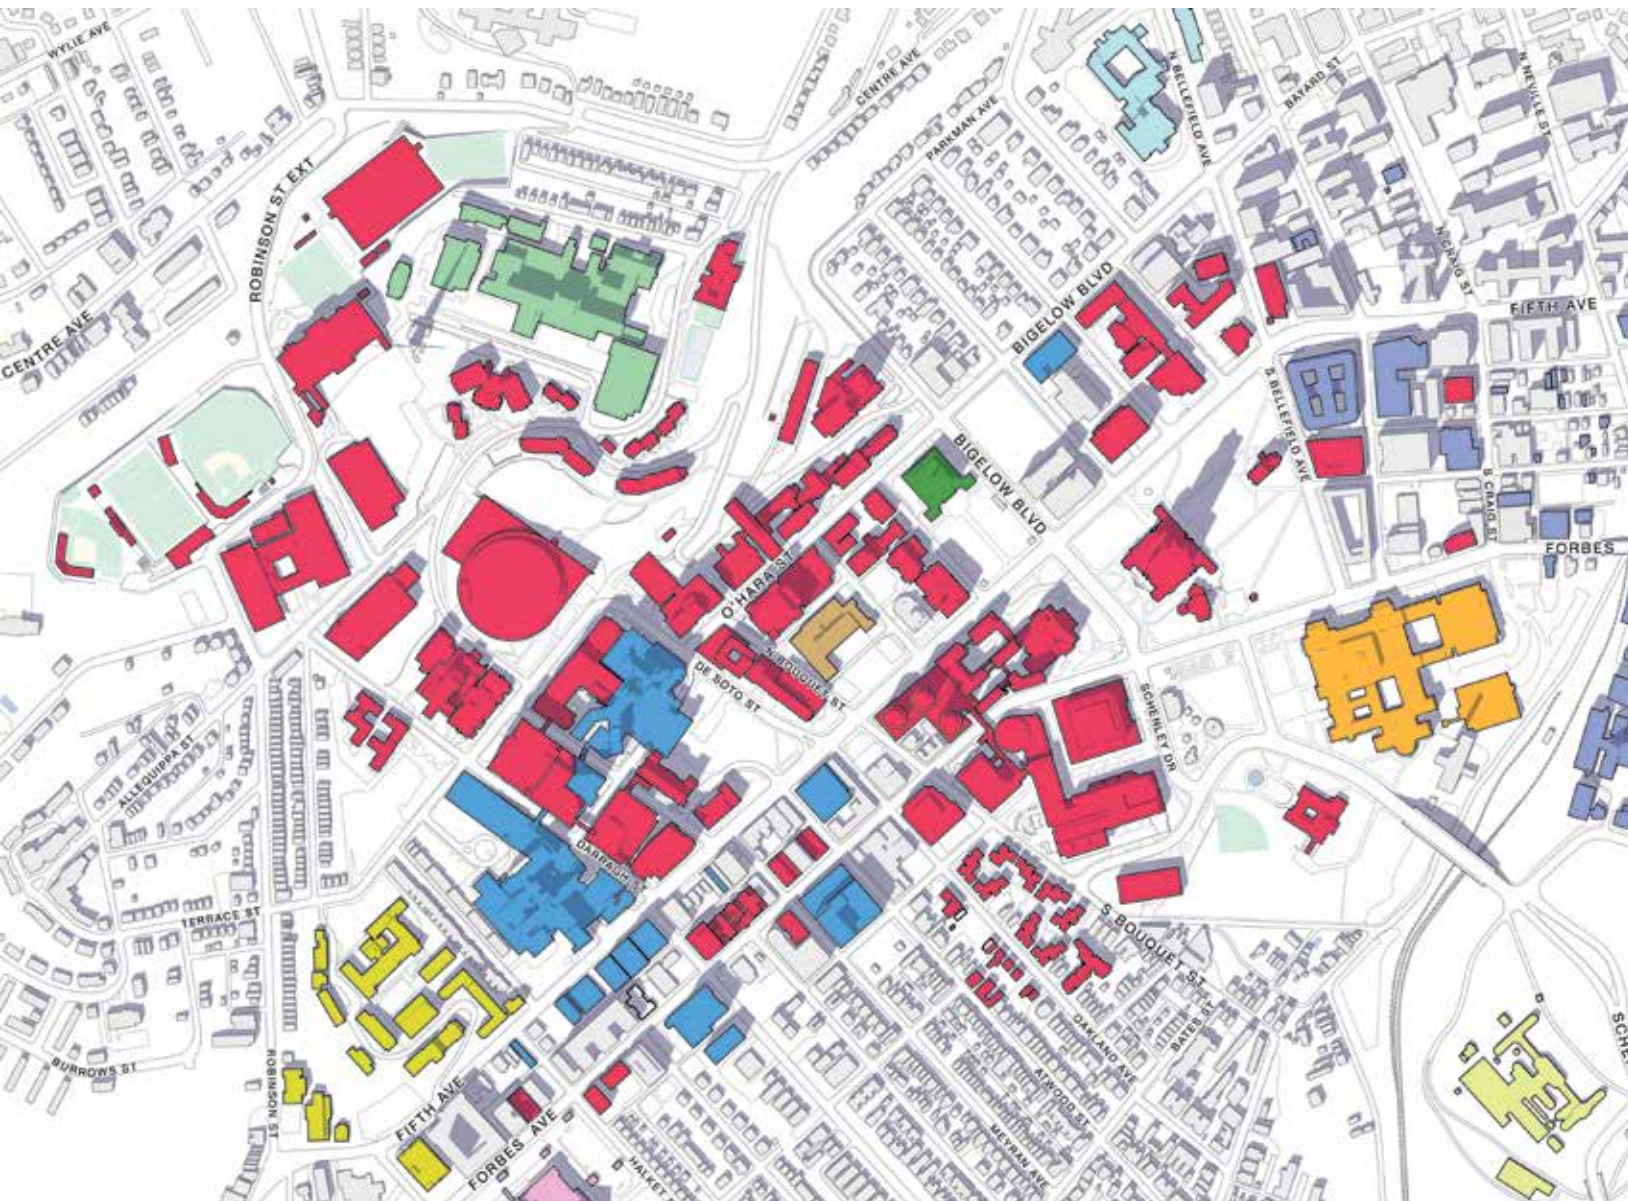 WYLIE AVE
CENTRE AVE
N BELLEFIELD AVE
BAYARD ST
N NEVILLE ST
PARKMAN AVE
ROBINSON ST EXT
N CRAIG ST
BIGELOW BLVD
FIFTH AVE
CENTRE AVE
S BELLEFIELD AVE
BIGELOW BLVD
S CRAIG ST
FORBES
O'HARA ST
N BOUQUET ST
DE SOTO ST
SCHENLEY DR
ALLEQUIPPA ST
DARRAGH S
TERRACE ST
S BOUQUET ST
OAKLAND AVE
BATES ST
ATWOOD ST
BURROWS ST
ROBINSON ST
FIFTH AVE
FORBES AVE
MEYRAN AVE
HALKET
SCHE